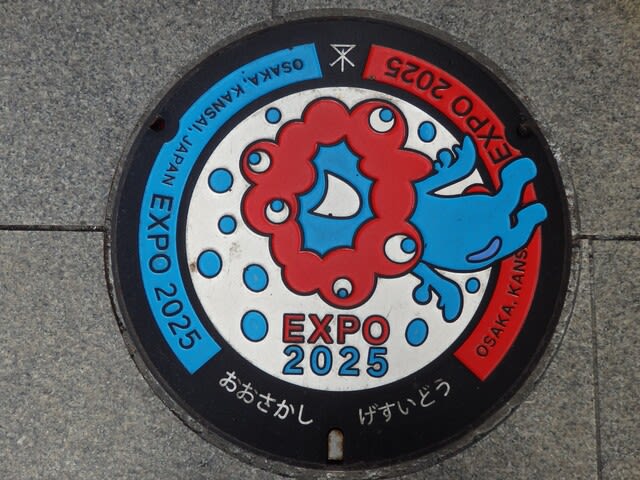 OSAKA, KANSAI, JAPAN EXPO 2025
OSAKA, KANS
EXPO
EXPO 2025
EXPO
2025
おおさかし げすいどう